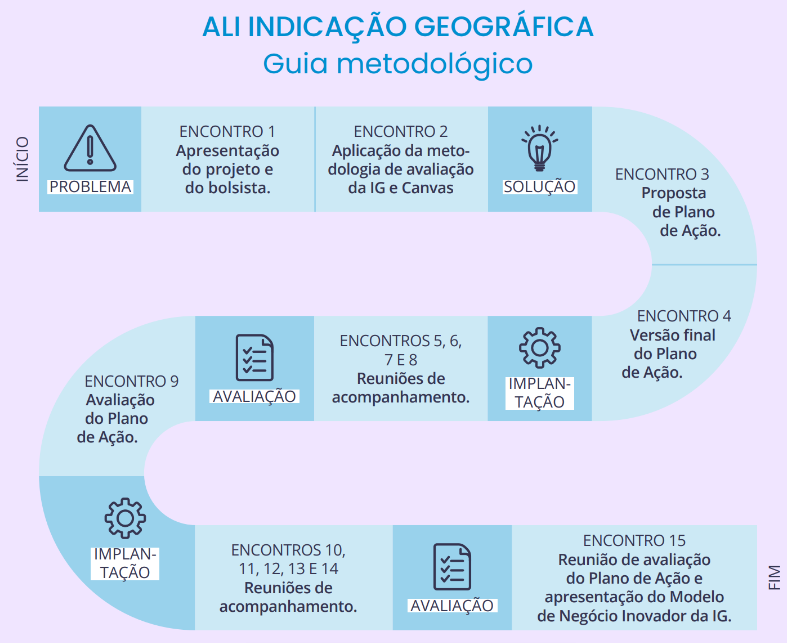 ALI INDICAÇÃO GEOGRÁFICA
Guia metodológico
INÍCIO
PROBLEMA
ENCONTRO 1
Apresentação
do projeto e
do bolsista.
ENCONTRO 2
Aplicação da meto-
dologia de avaliação
da IG e Canvas
SOLUÇÃO
ENCONTRO 3
Proposta
de Plano
de Ação.
ENCONTRO 4
Versão final
do Plano
de Ação.
IMPLAN-
TAÇÃO
ENCONTROS 5, 6,
7 E 8
Reuniões de
acompanhamento.
AVALIAÇÃO
ENCONTRO 9
Avaliação
do Plano
de Ação.
IMPLAN-
TAÇÃO
ENCONTROS 10,
11, 12, 13 E 14
Reuniões de
acompanhamento.
AVALIAÇÃO
ENCONTRO 15
Reunião de avaliação
do Plano de Ação e
apresentação do Modelo
de Negócio Inovador da IG.
FIM